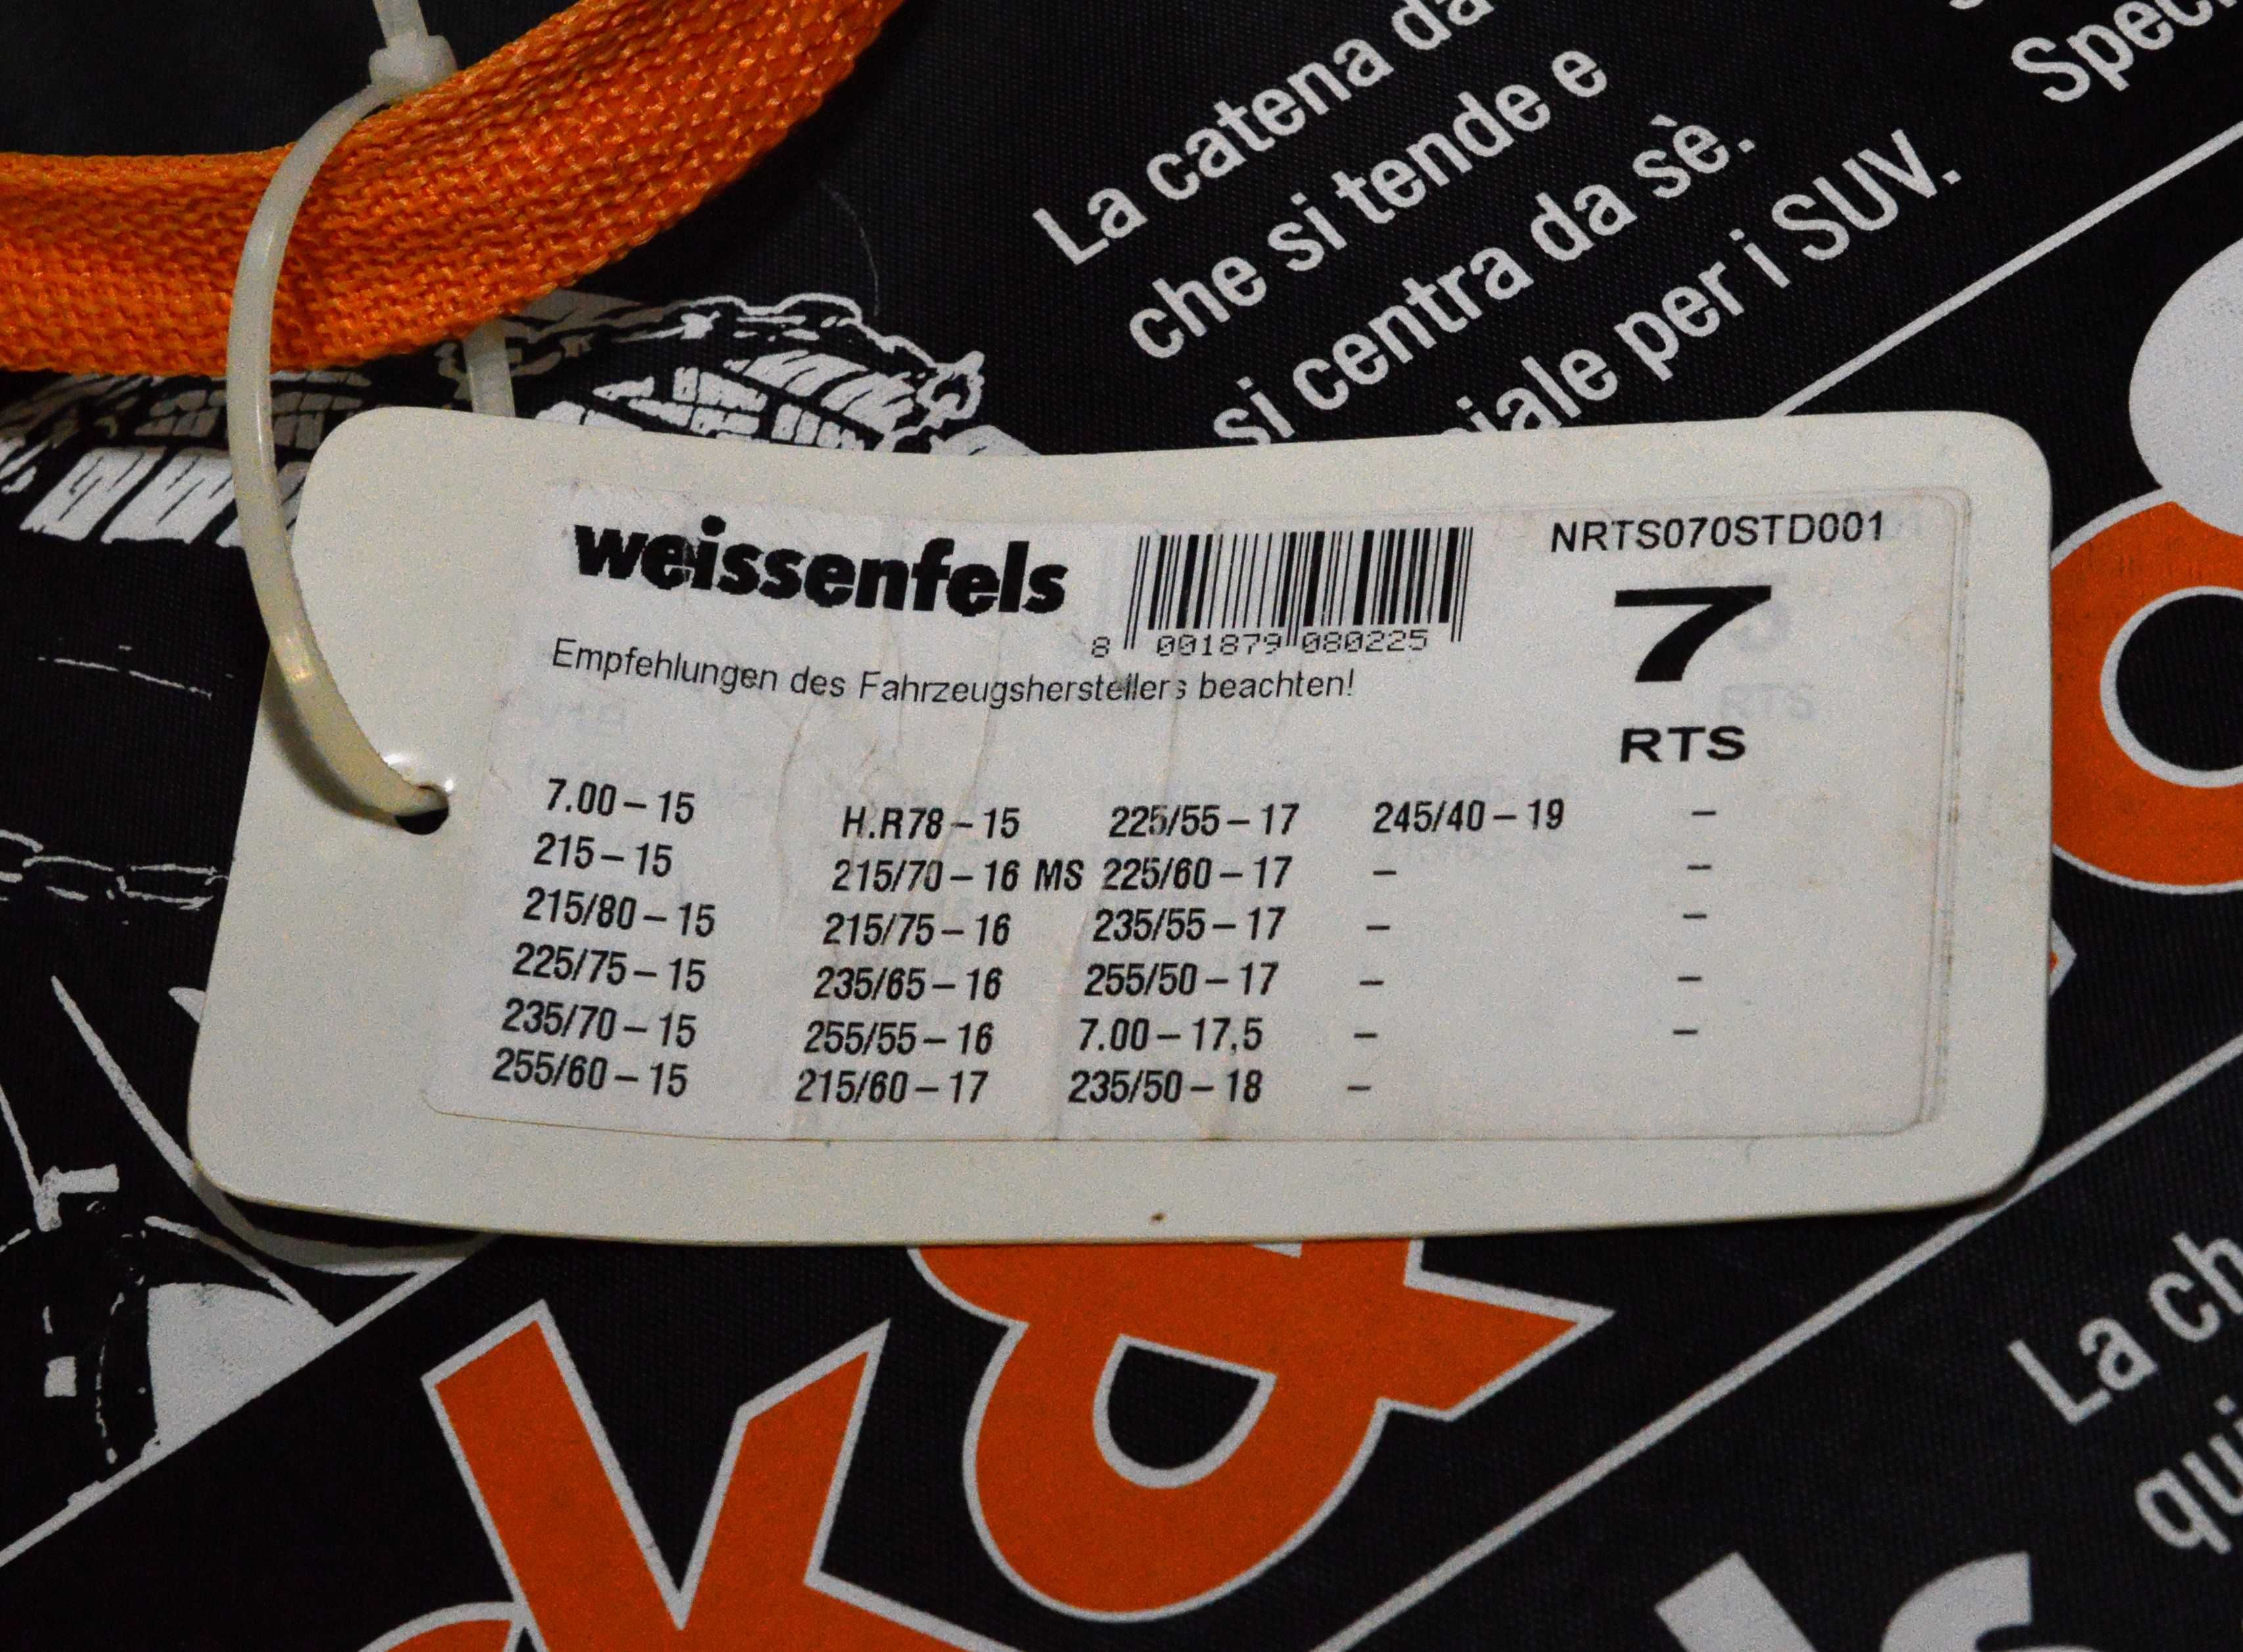 La catena da
che si tende e
si centra da sè.
ciale per i SUV.
weissenfels
8 001879 080225
NRTS070STD001
7
RTS
Empfehlungen des Fahrzeugsherstellers beachten!
7.00 – 15 H.R78 – 15 225/55 – 17 245/40 – 19 –
215 – 15 215/70 – 16 MS 225/60 – 17 – –
215/80 – 15 215/75 – 16 235/55 – 17 – –
225/75 – 15 235/65 – 16 255/50 – 17 – –
235/70 – 15 255/55 – 16 7.00 – 17,5 – –
255/60 – 15 215/60 – 17 235/50 – 18 –
La ch
qui